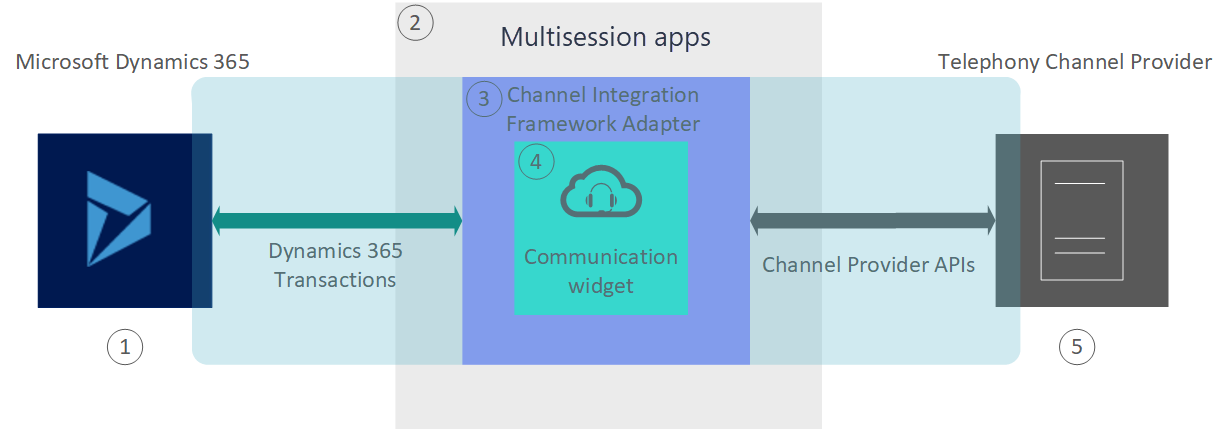 2
Multisession apps
Microsoft Dynamics 365
Telephony Channel Provider
3
Channel Integration
Framework Adapter
4
Dynamics 365
Transactions
Communication
widget
Channel Provider APIs
1
5